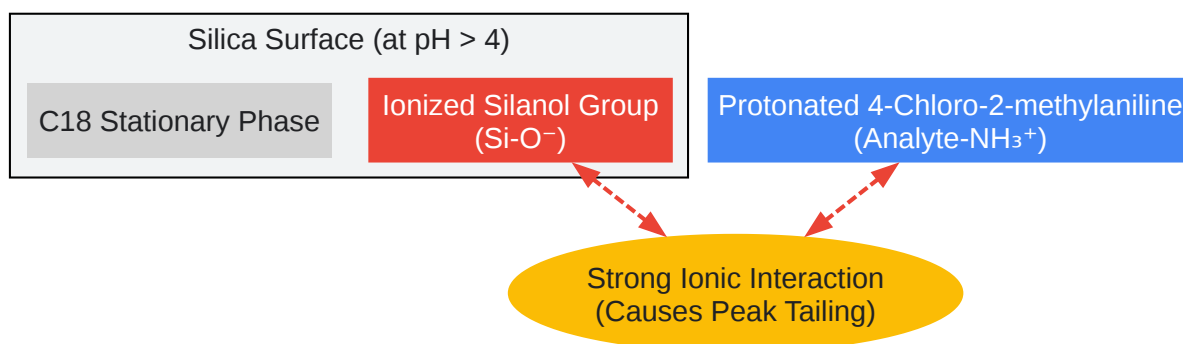 Silica Surface (at pH > 4)
C18 Stationary Phase
Ionized Silanol Group
(Si-O⁻)
Protonated 4-Chloro-2-methylaniline
(Analyte-NH₃⁺)
Strong Ionic Interaction
(Causes Peak Tailing)